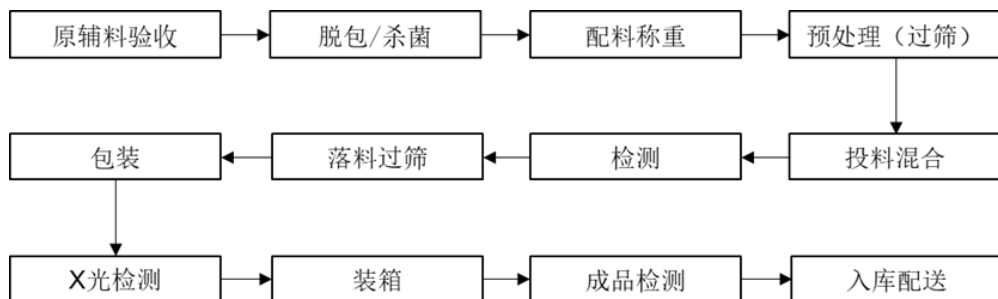 原辅料验收
脱包/杀菌
配料称重
预处理（过筛）
投料混合
检测
落料过筛
包装
X光检测
装箱
成品检测
入库配送